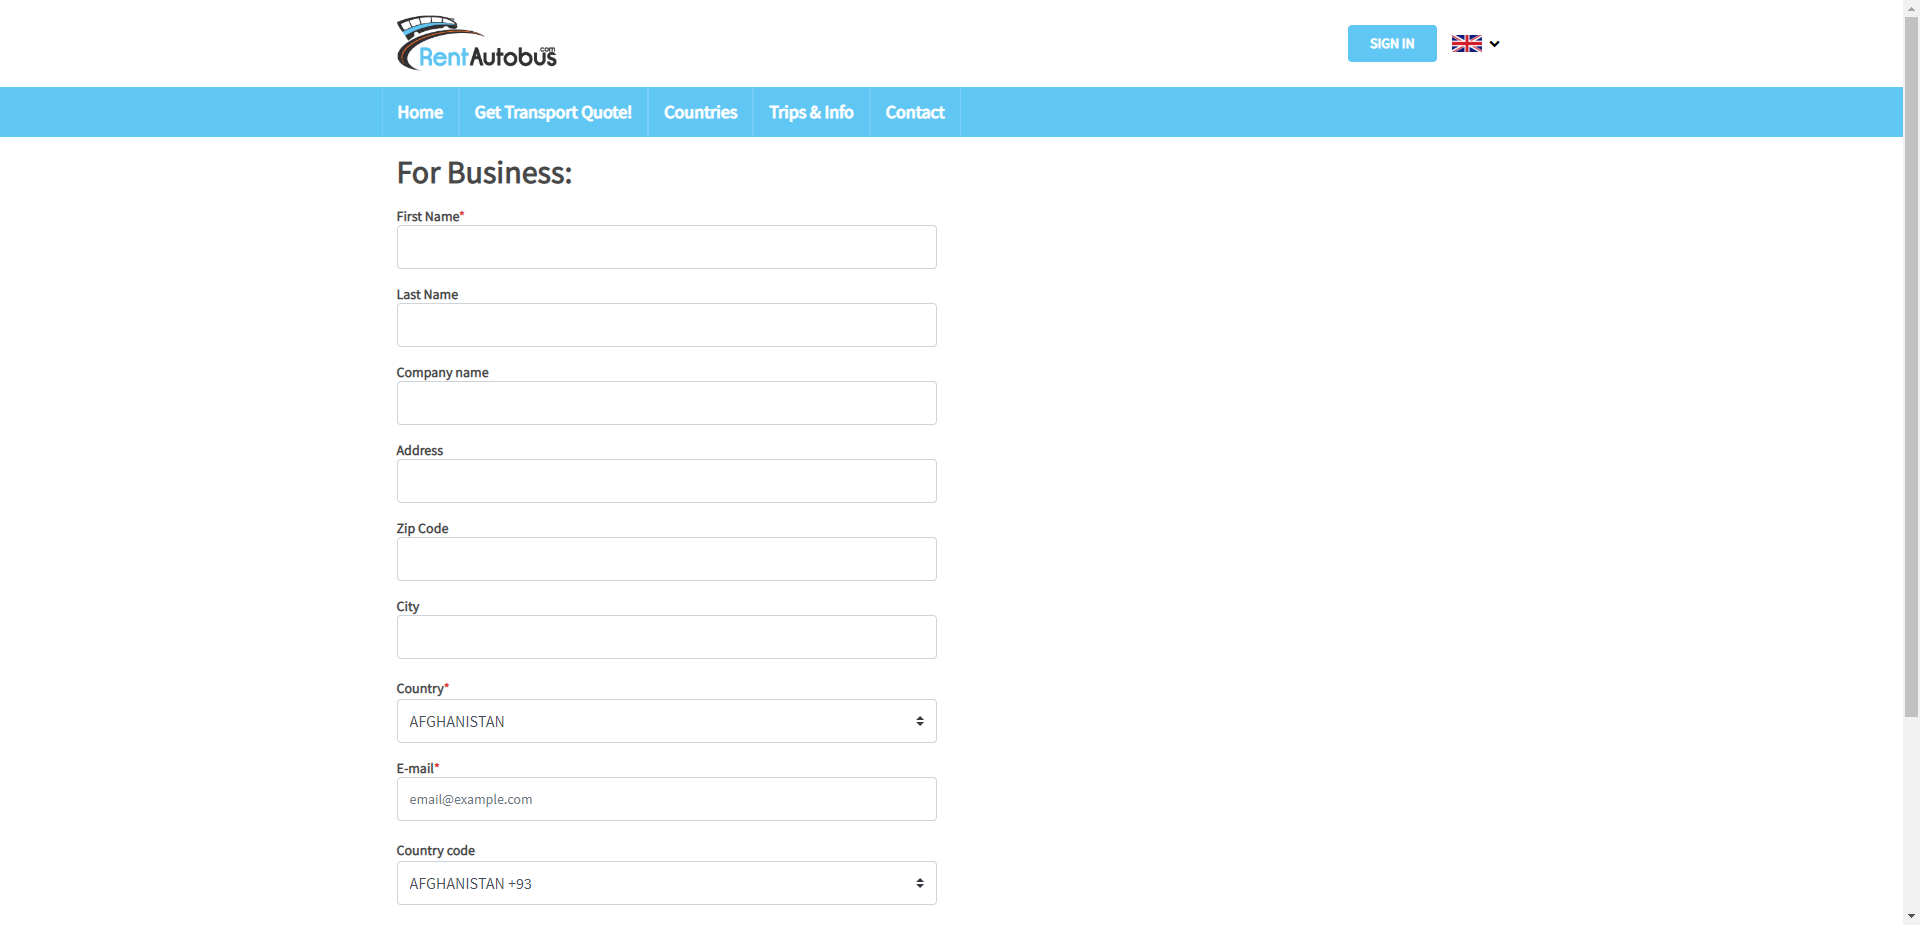 RentAutobus.com
SIGN IN
Home
Get Transport Quote!
Countries
Trips & Info
Contact
For Business:
First Name*
Last Name
Company name
Address
Zip Code
City
Country*
AFGHANISTAN
E-mail*
email@example.com
Country code
AFGHANISTAN +93